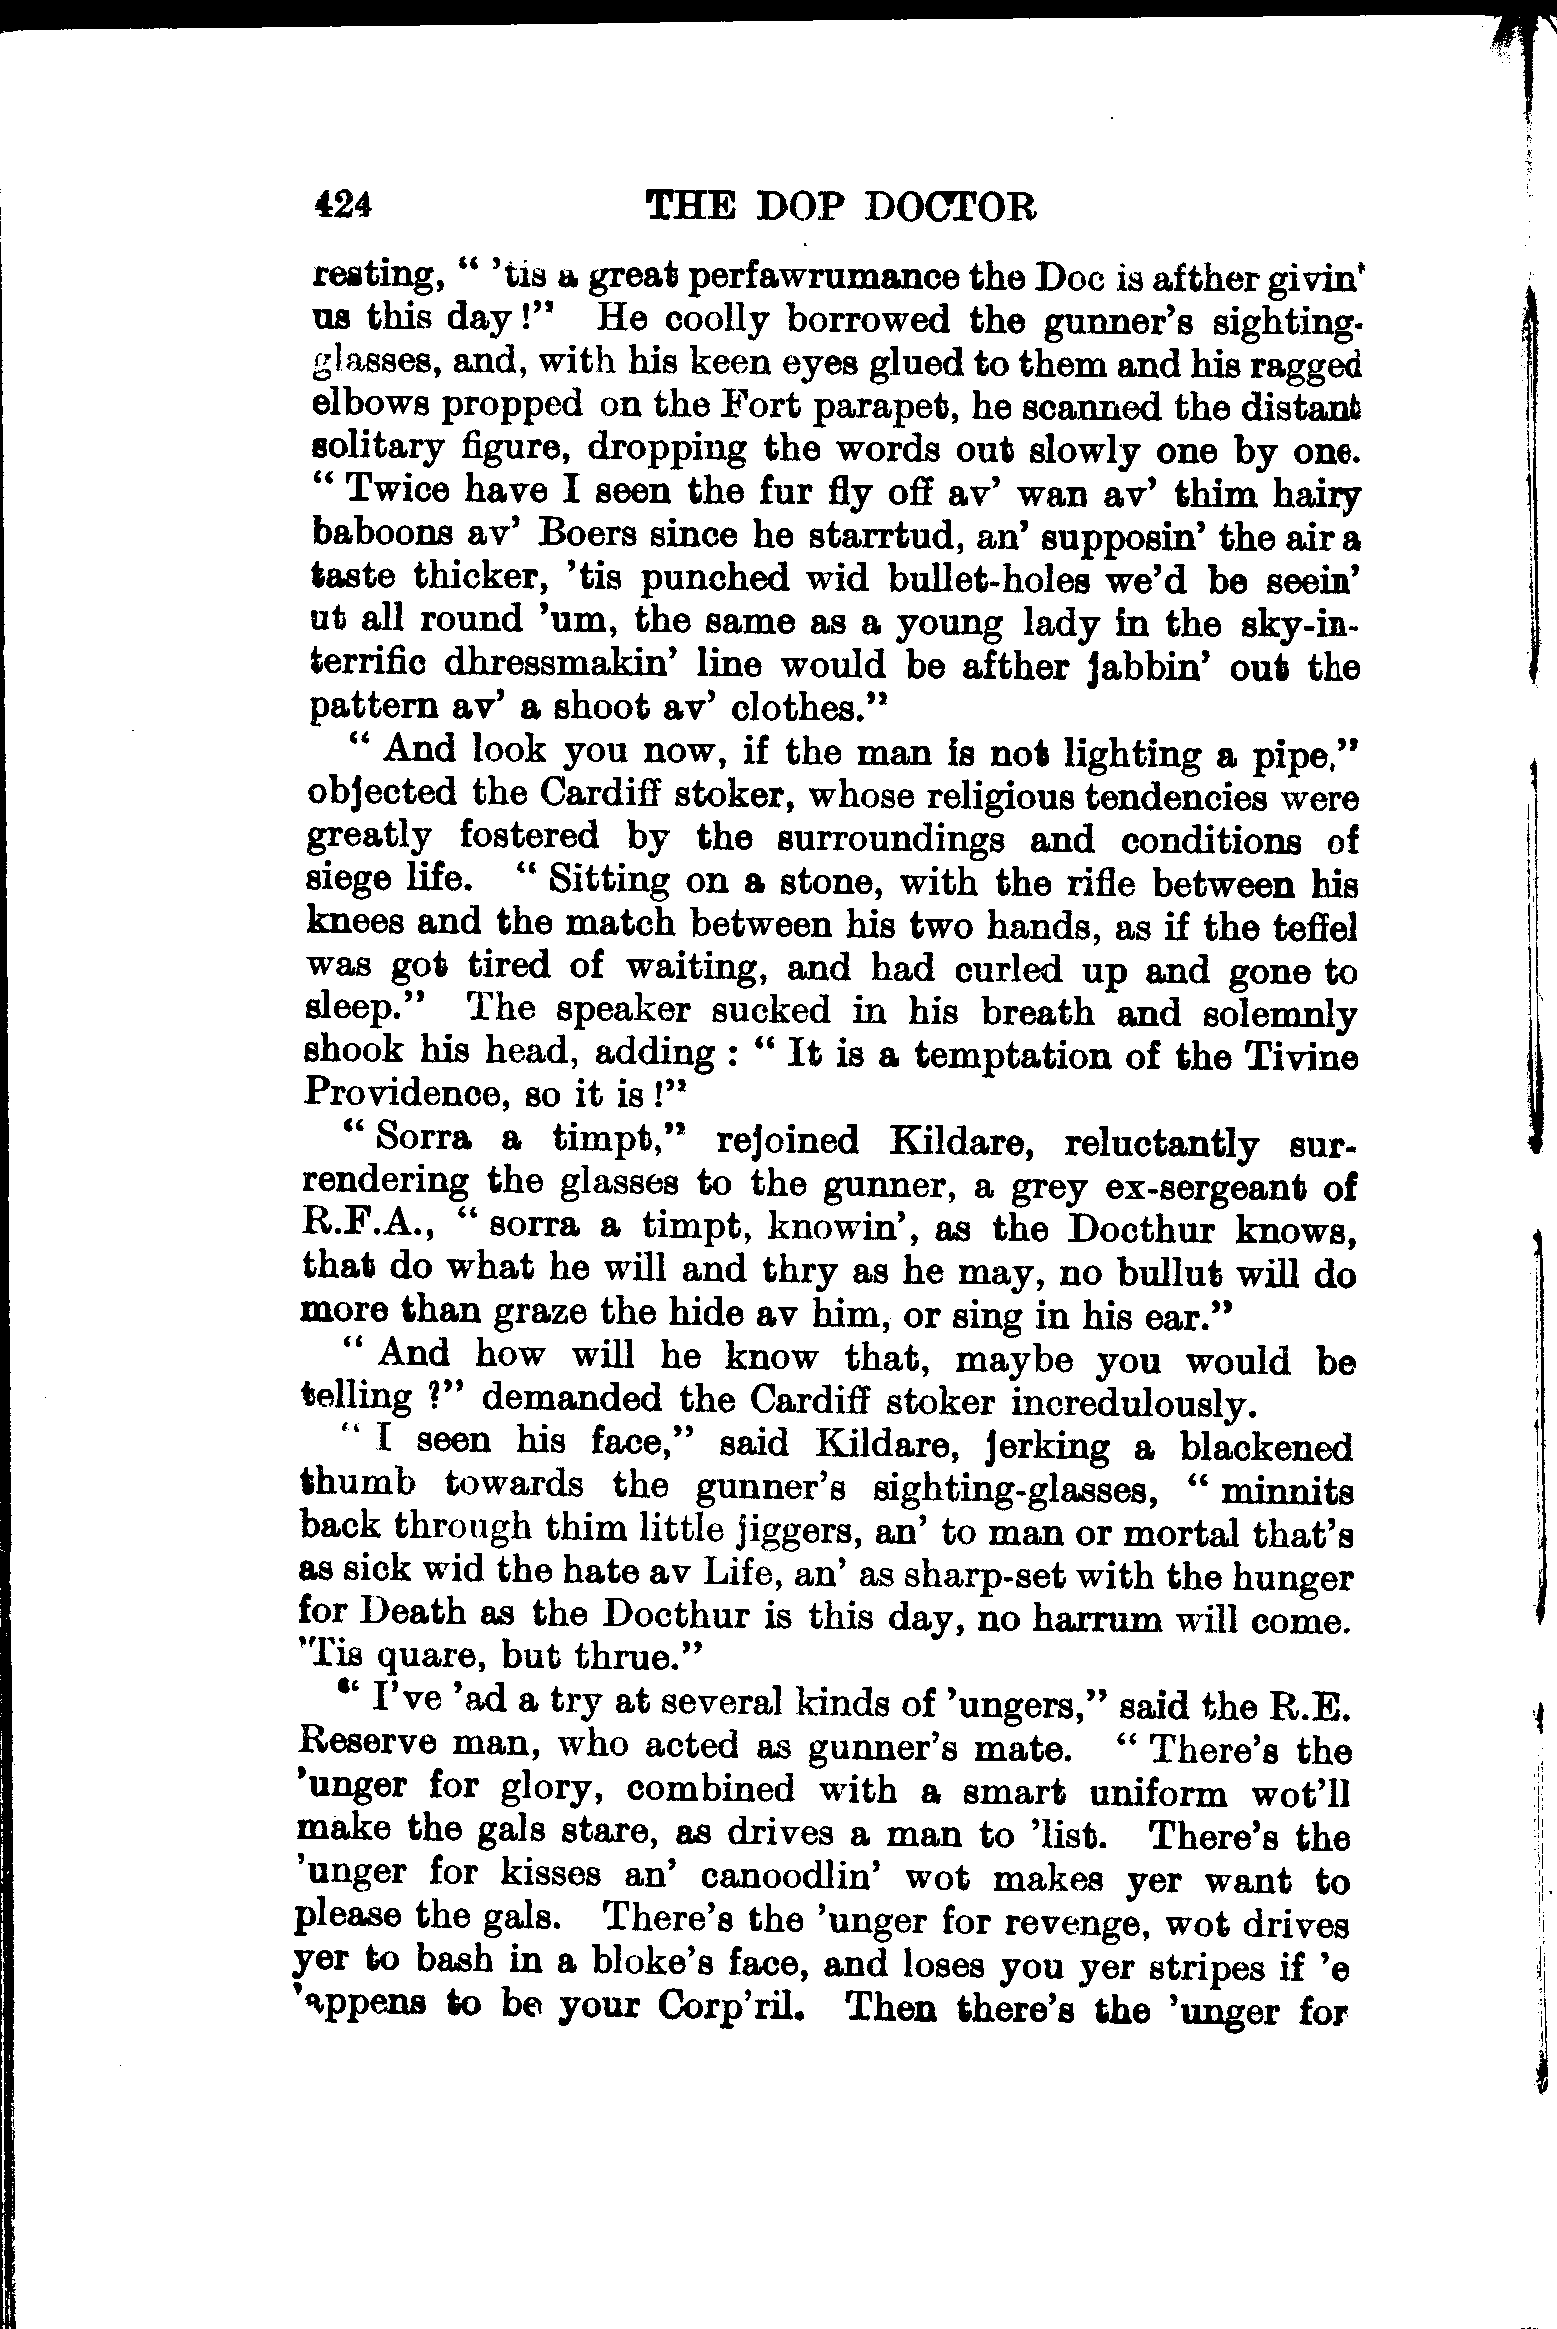 424 THE DOP DOCTOR
resting, " 'tis a great perfawrumance the Doc is afther givin'
us this day !" He coolly borrowed the gunner's sighting-
glasses, and, with his keen eyes glued to them and his ragged
elbows propped on the Fort parapet, he scanned the distant
solitary figure, dropping the words out slowly one by one.
" Twice have I seen the fur fly off av' wan av' thim hairy
baboons av' Boers since he starrtud, an' supposin' the air a
taste thicker, 'tis punched wid bullet-holes we'd be seein'
ut all round 'um, the same as a young lady in the sky-in-
terrific dhressmakin' line would be afther jabbin' out the
pattern av' a shoot av' clothes."
" And look you now, if the man is not lighting a pipe,"
objected the Cardiff stoker, whose religious tendencies were
greatly fostered by the surroundings and conditions of
siege life. " Sitting on a stone, with the rifle between his
knees and the match between his two hands, as if the teffel
was got tired of waiting, and had curled up and gone to
sleep." The speaker sucked in his breath and solemnly
shook his head, adding : " It is a temptation of the Tivine
Providence, so it is !"
" Sorra a timpt," rejoined Kildare, reluctantly sur-
rendering the glasses to the gunner, a grey ex-sergeant of
R.F.A., " sorra a timpt, knowin', as the Docthur knows,
that do what he will and thry as he may, no bullut will do
more than graze the hide av him, or sing in his ear."
" And how will he know that, maybe you would be
telling ?" demanded the Cardiff stoker incredulously.
" I seen his face," said Kildare, jerking a blackened
thumb towards the gunner's sighting-glasses, " minnits
back through thim little jiggers, an' to man or mortal that's
as sick wid the hate av Life, an' as sharp-set with the hunger
for Death as the Docthur is this day, no harrum will come.
"Tis quare, but thrue."
" I've 'ad a try at several kinds of 'ungers," said the R.E.
Reserve man, who acted as gunner's mate. " There's the
'unger for glory, combined with a smart uniform wot'll
make the gals stare, as drives a man to 'list. There's the
'unger for kisses an' canoodlin' wot makes yer want to
please the gals. There's the 'unger for revenge, wot drives
yer to bash in a bloke's face, and loses you yer stripes if 'e
'appens to be your Corp'ril. Then there's the 'unger for